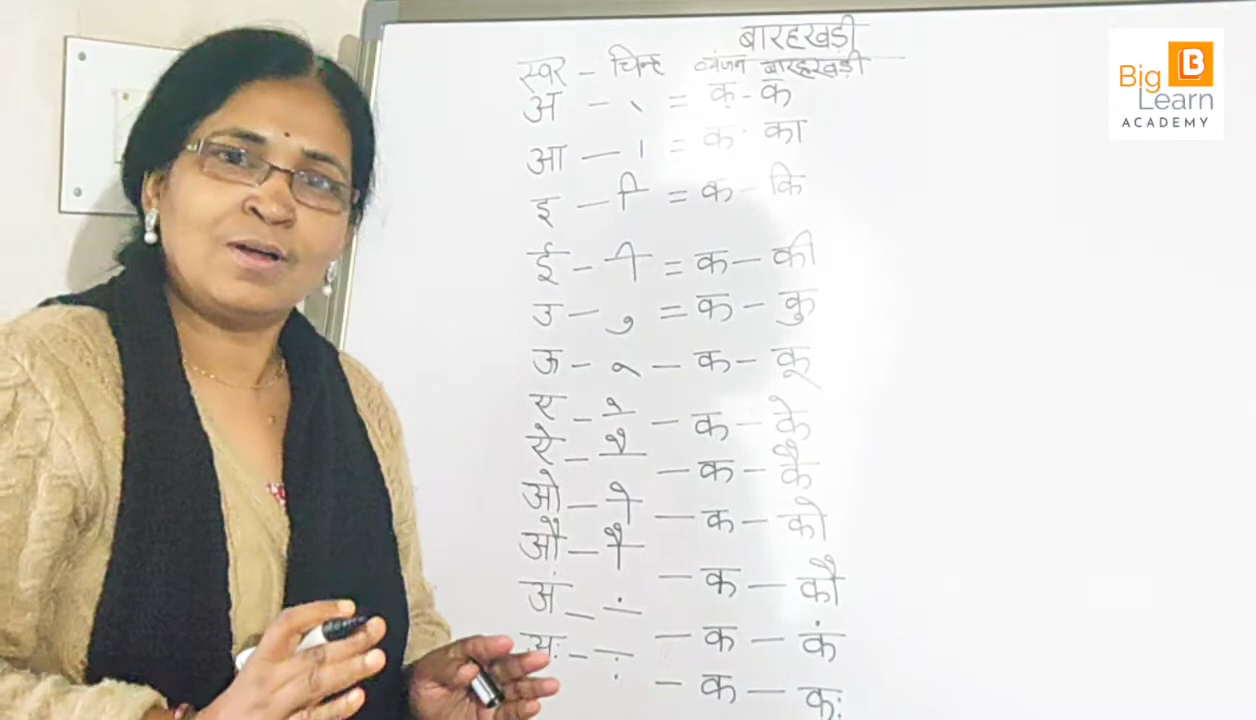 बारहखड़ी
स्वर – चिन्ह व्यंजन बारहखड़ी
अ – ॒ = क् - क
आ – ा = क - का
इ – ि = क – कि
ई – ी = क – की
उ – ु = क – कु
ऊ – ू – क – कू
ए – े – क – के
ऐ – ै – क – कै
ओ – ो – क – को
औ – ौ – क – कौ
अं – ं – क – कं
अः – ः – क – कः
Big B
Learn
ACADEMY